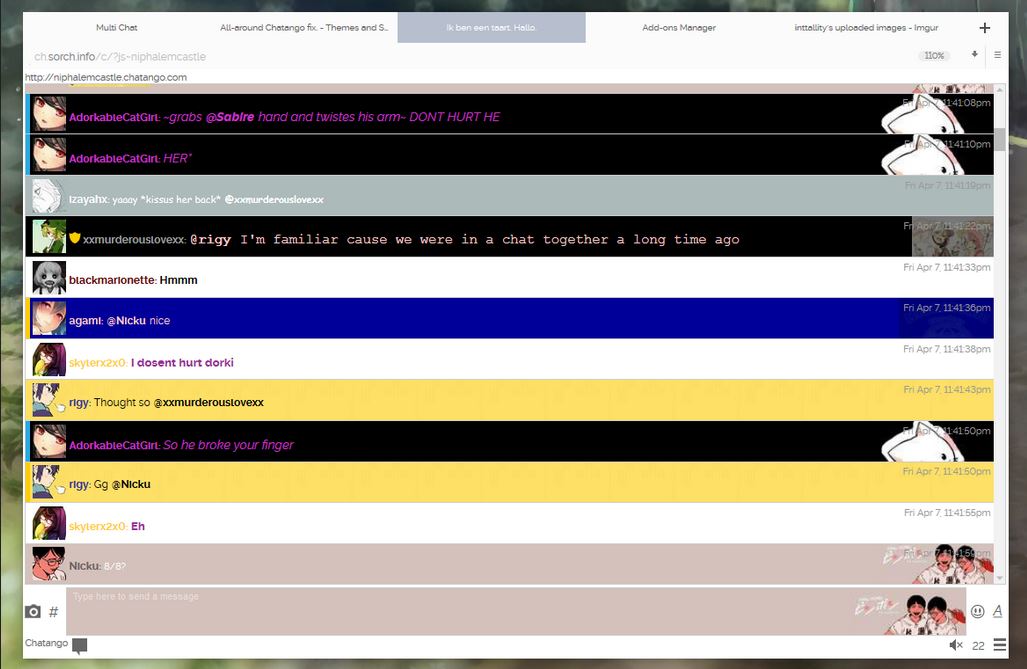 Multi Chat
All-around Chatango fix. - Themes and S...
Ik ben een taart. Hallo.
Add-ons Manager
inttallity's uploaded images - Imgur
+
ch.sorch.info/c/?js-niphalemcastle
110%
http://niphalemcastle.chatango.com
Fri Apr 7, 11:41:08pm
AdorkableCatGirl: ~grabs @Sabire hand and twistes his arm~ DONT HURT HE
Fri Apr 7, 11:41:10pm
AdorkableCatGirl: HER*
Fri Apr 7, 11:41:19pm
Izayahx: yaaay *kissus her back* @xxmurderouslovexx
Fri Apr 7, 11:41:22pm
xxmurderouslovexx: @rigy I'm familiar cause we were in a chat together a long time ago
Fri Apr 7, 11:41:33pm
blackmarionette: Hmmm
Fri Apr 7, 11:41:36pm
agami: @Nicku nice
Fri Apr 7, 11:41:38pm
skylerx2x0: I dosent hurt dorki
Fri Apr 7, 11:41:43pm
rigy: Thought so @xxmurderouslovexx
Fri Apr 7, 11:41:50pm
AdorkableCatGirl: So he broke your finger
Fri Apr 7, 11:41:50pm
rigy: Gg @Nicku
Fri Apr 7, 11:41:55pm
skylerx2x0: Eh
Fri Apr 7, 11:41:59pm
Nicku: 8/8?
#
Type here to send a message
A
Chatango
22